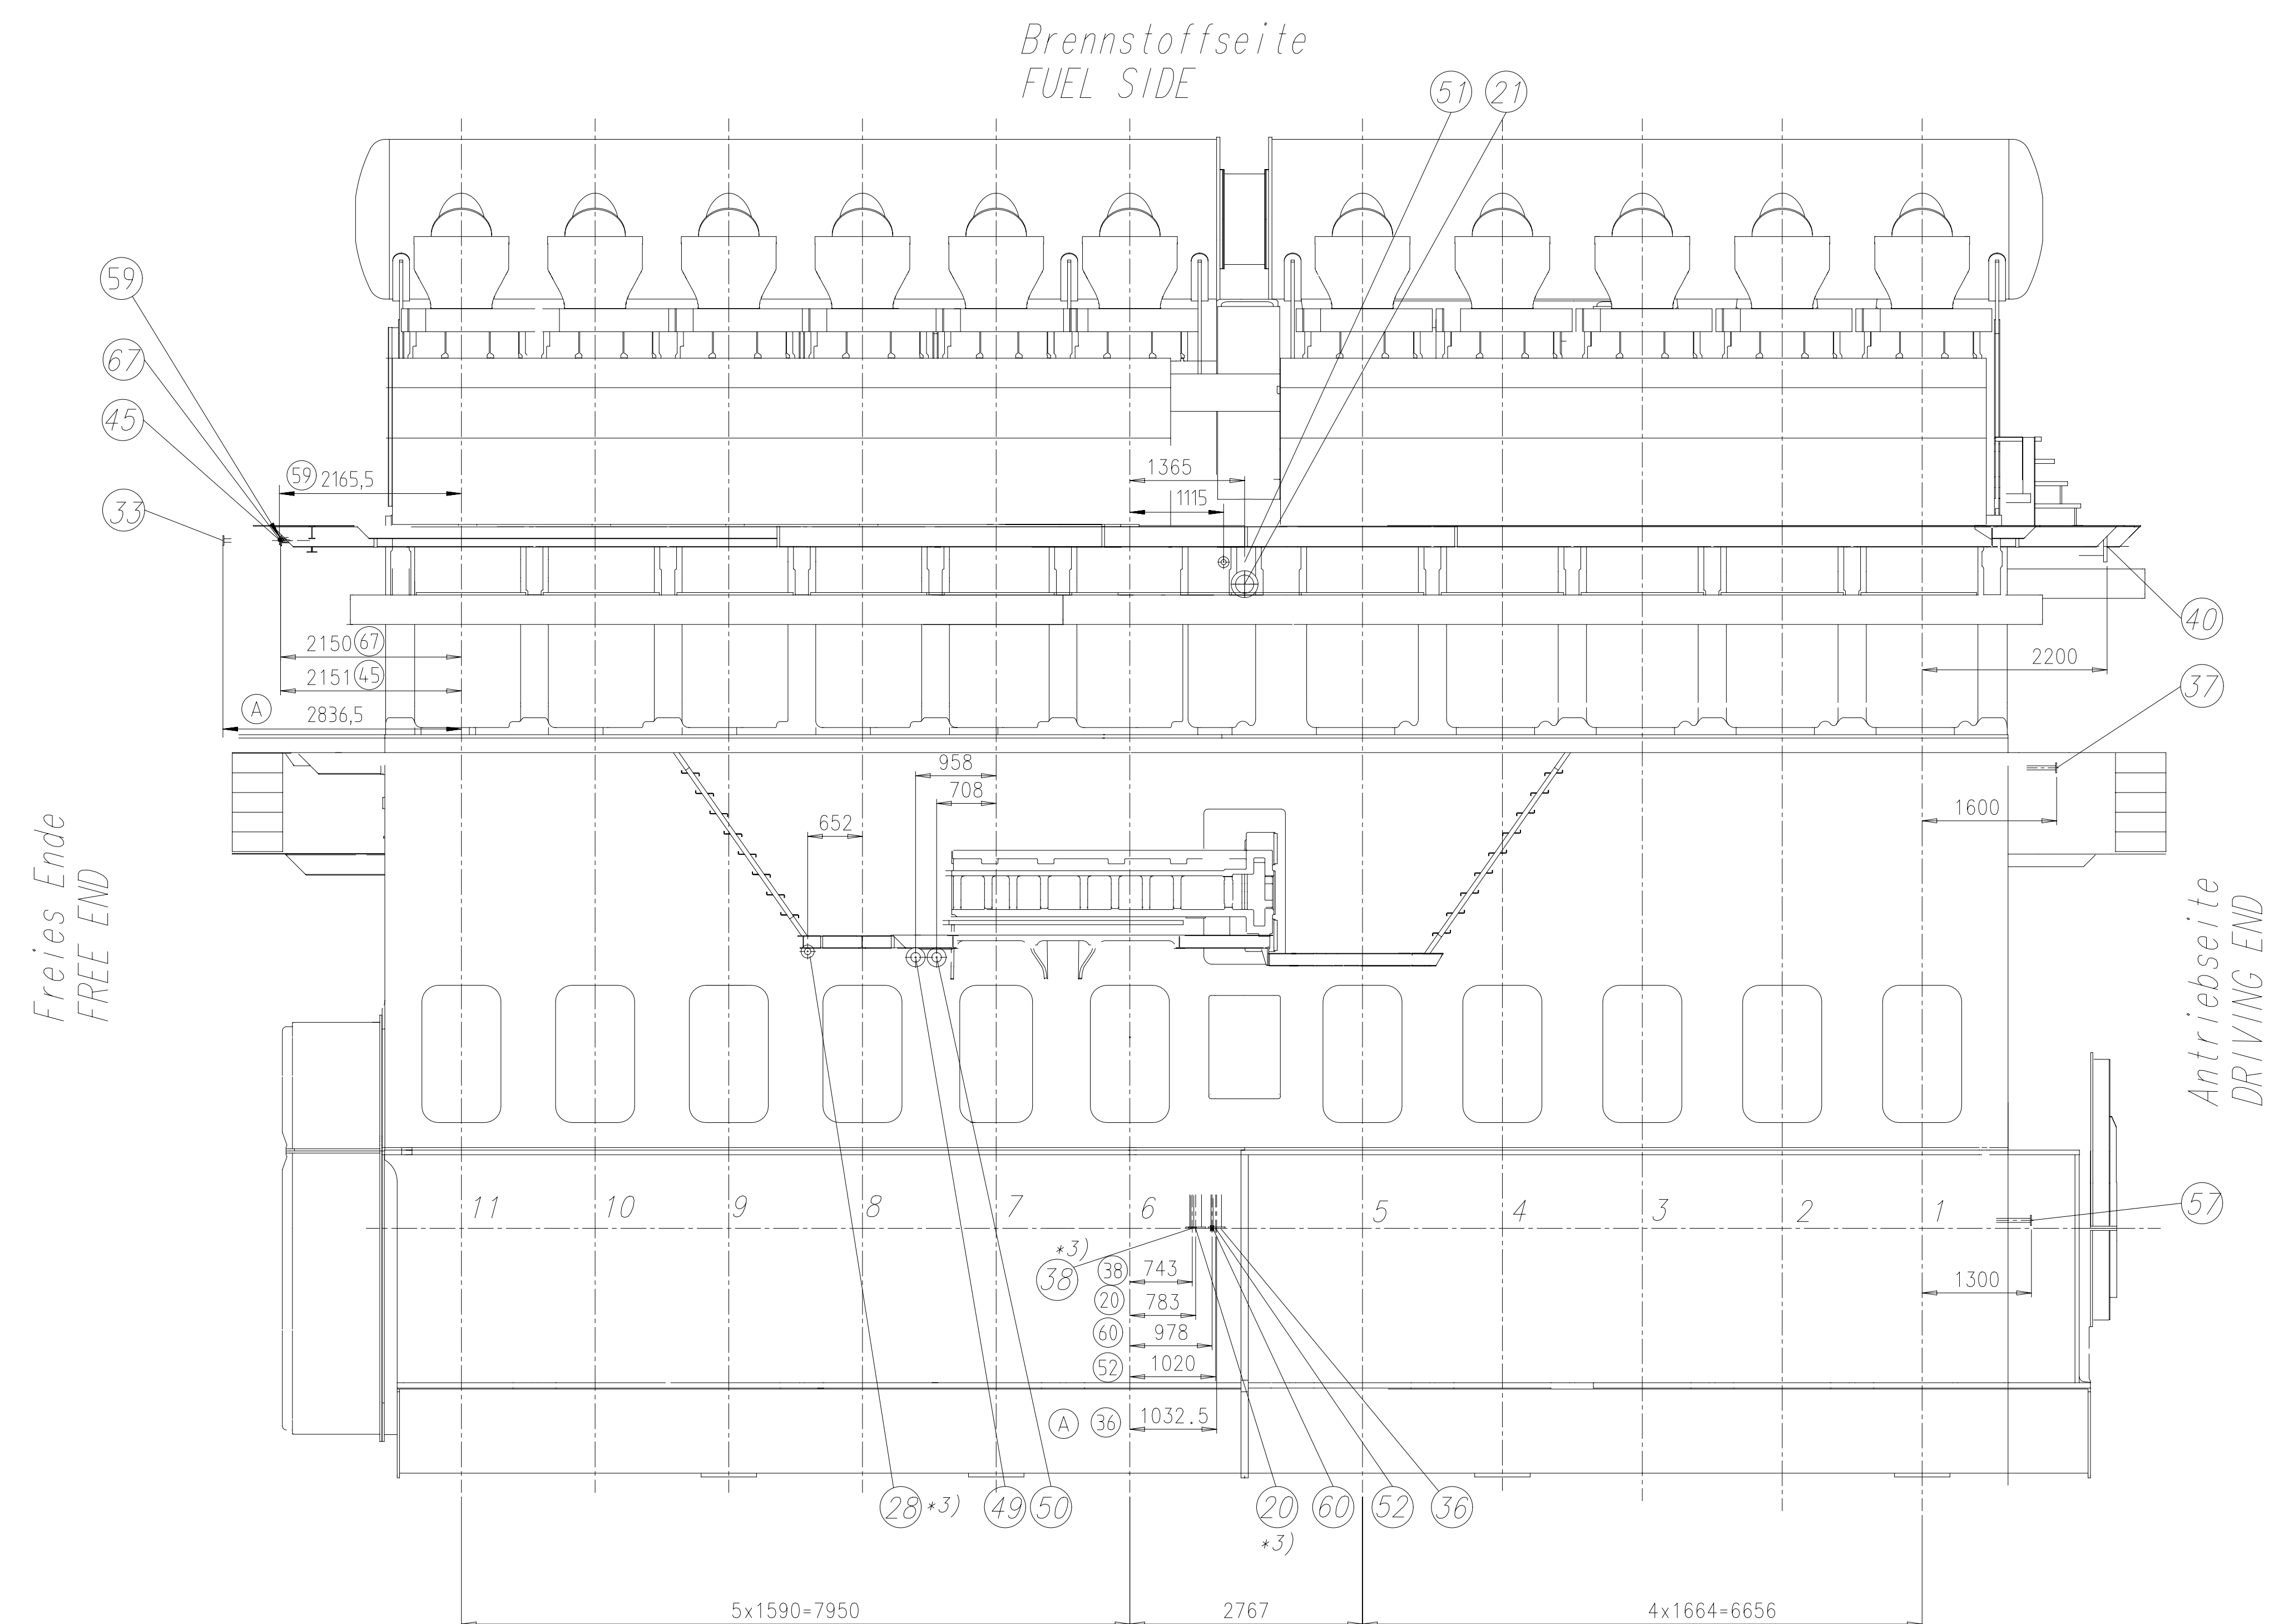 Brennstoffseite
FUEL SIDE
51 21
59
67
45
33
59 2165,5
1365
1115
2150 67
2151 45
A 2836,5
40
2200
37
1600
958
708
652
Freies Ende
FREE END
Antriebseite
DRIVING END
11 10 9 8 7 6 5 4 3 2 1
57
1300
*3)
38
38 743
20 783
60 978
52 1020
A 36 1032.5
28 *3) 49 50 20 60 52 36
*3)
5x1590=7950 2767 4x1664=6656